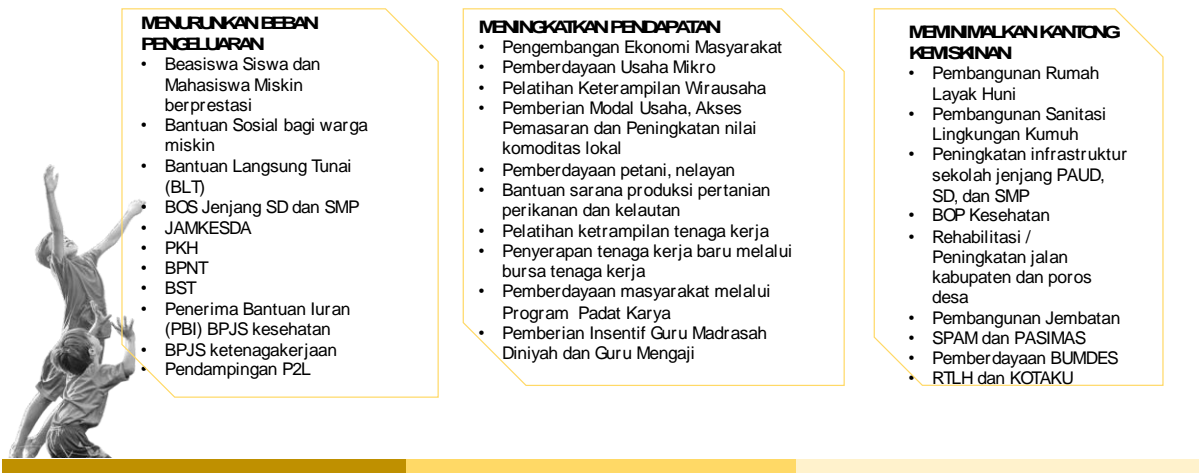 MENURUNKAN BEBAN
PENGELUARAN
• Beasiswa Siswa dan
Mahasiswa Miskin
berprestasi
• Bantuan Sosial bagi warga
miskin
• Bantuan Langsung Tunai
(BLT)
• BOS Jenjang SD dan SMP
• JAMKESDA
• PKH
• BPNT
• BST
• Penerima Bantuan Iuran
(PBI) BPJS kesehatan
• BPJS ketenagakerjaan
• Pendampingan P2L
MENINGKATKAN PENDAPATAN
• Pengembangan Ekonomi Masyarakat
• Pemberdayaan Usaha Mikro
• Pelatihan Keterampilan Wirausaha
• Pemberian Modal Usaha, Akses
Pemasaran dan Peningkatan nilai
komoditas lokal
• Pemberdayaan petani, nelayan
• Bantuan sarana produksi pertanian
perikanan dan kelautan
• Pelatihan ketrampilan tenaga kerja
• Penyerapan tenaga kerja baru melalui
bursa tenaga kerja
• Pemberdayaan masyarakat melalui
Program Padat Karya
• Pemberian Insentif Guru Madrasah
Diniyah dan Guru Mengaji
MEMINIMALKAN KANTONG
KEMISKINAN
• Pembangunan Rumah
Layak Huni
• Pembangunan Sanitasi
Lingkungan Kumuh
• Peningkatan infrastruktur
sekolah jenjang PAUD,
SD, dan SMP
• BOP Kesehatan
• Rehabilitasi /
Peningkatan jalan
kabupaten dan poros
desa
• Pembangunan Jembatan
• SPAM dan PASIMAS
• Pemberdayaan BUMDES
• RTLH dan KOTAKU